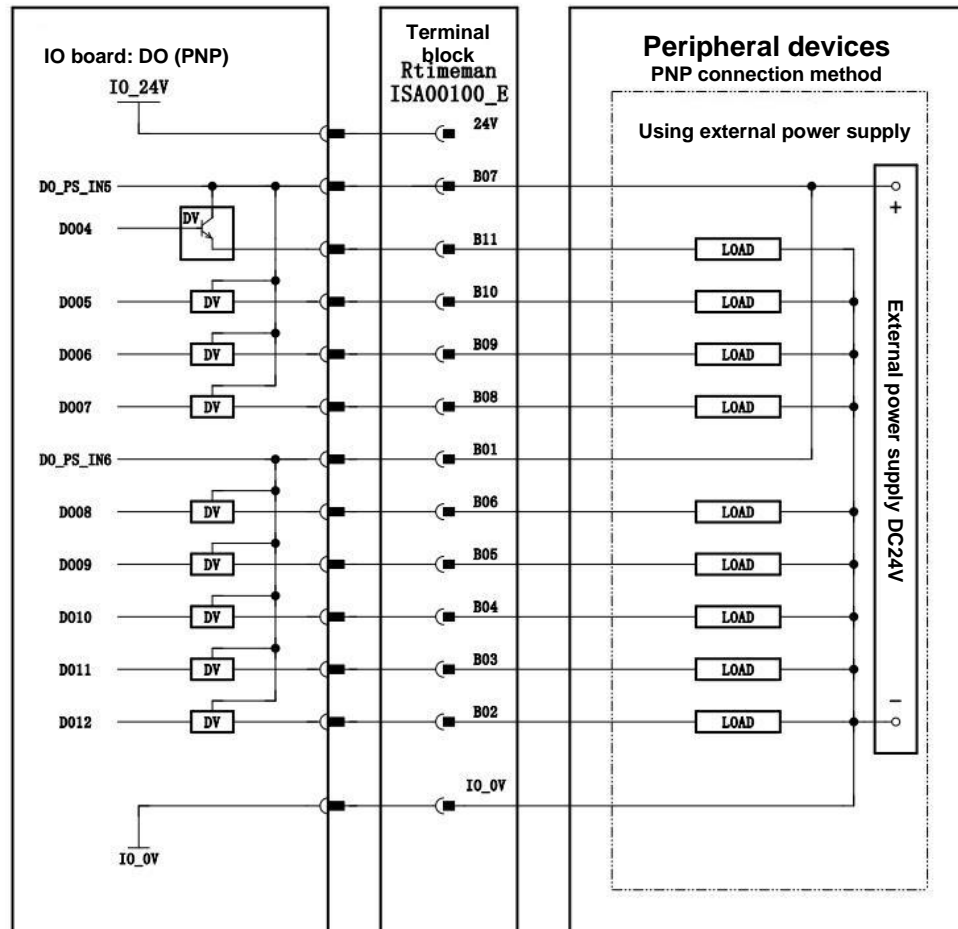 IO board: DO (PNP)
IO_24V
DO_PS_IN5
DV
DO04
DO05
DV
DO06
DV
DO07
DV
DO_PS_IN6
DO08
DV
DO09
DV
DO10
DV
DO11
DV
DO12
DV
IO_0V
Terminal
block
Rtimeman
ISA00100_E
24V
B07
B11
B10
B09
B08
B01
B06
B05
B04
B03
B02
IO_0V
Peripheral devices
PNP connection method
Using external power supply
+
LOAD
LOAD
LOAD
LOAD
LOAD
LOAD
LOAD
LOAD
LOAD
External power supply DC24V
−